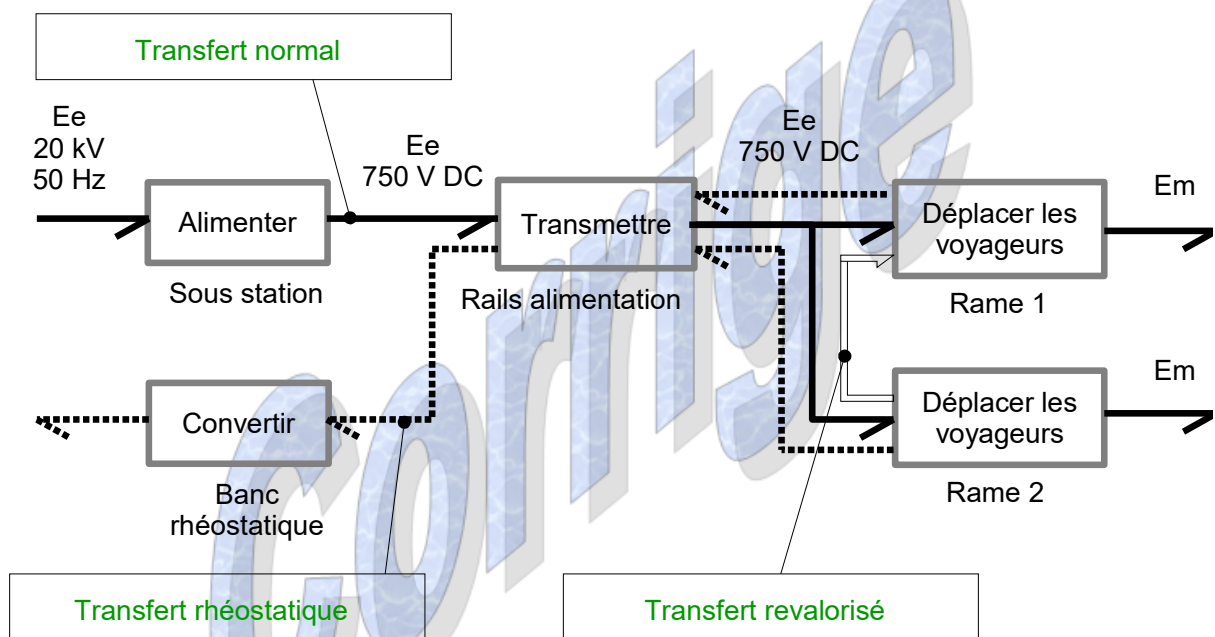 Transfert normal
Ee
20 kV
50 Hz
Ee
750 V DC
Ee
750 V DC
Em
Alimenter
Transmettre
Déplacer les
voyageurs
Sous station
Rails alimentation
Rame 1
Em
Convertir
Déplacer les
voyageurs
Banc
rhéostatique
Rame 2
Transfert rhéostatique
Transfert revalorisé
corrige